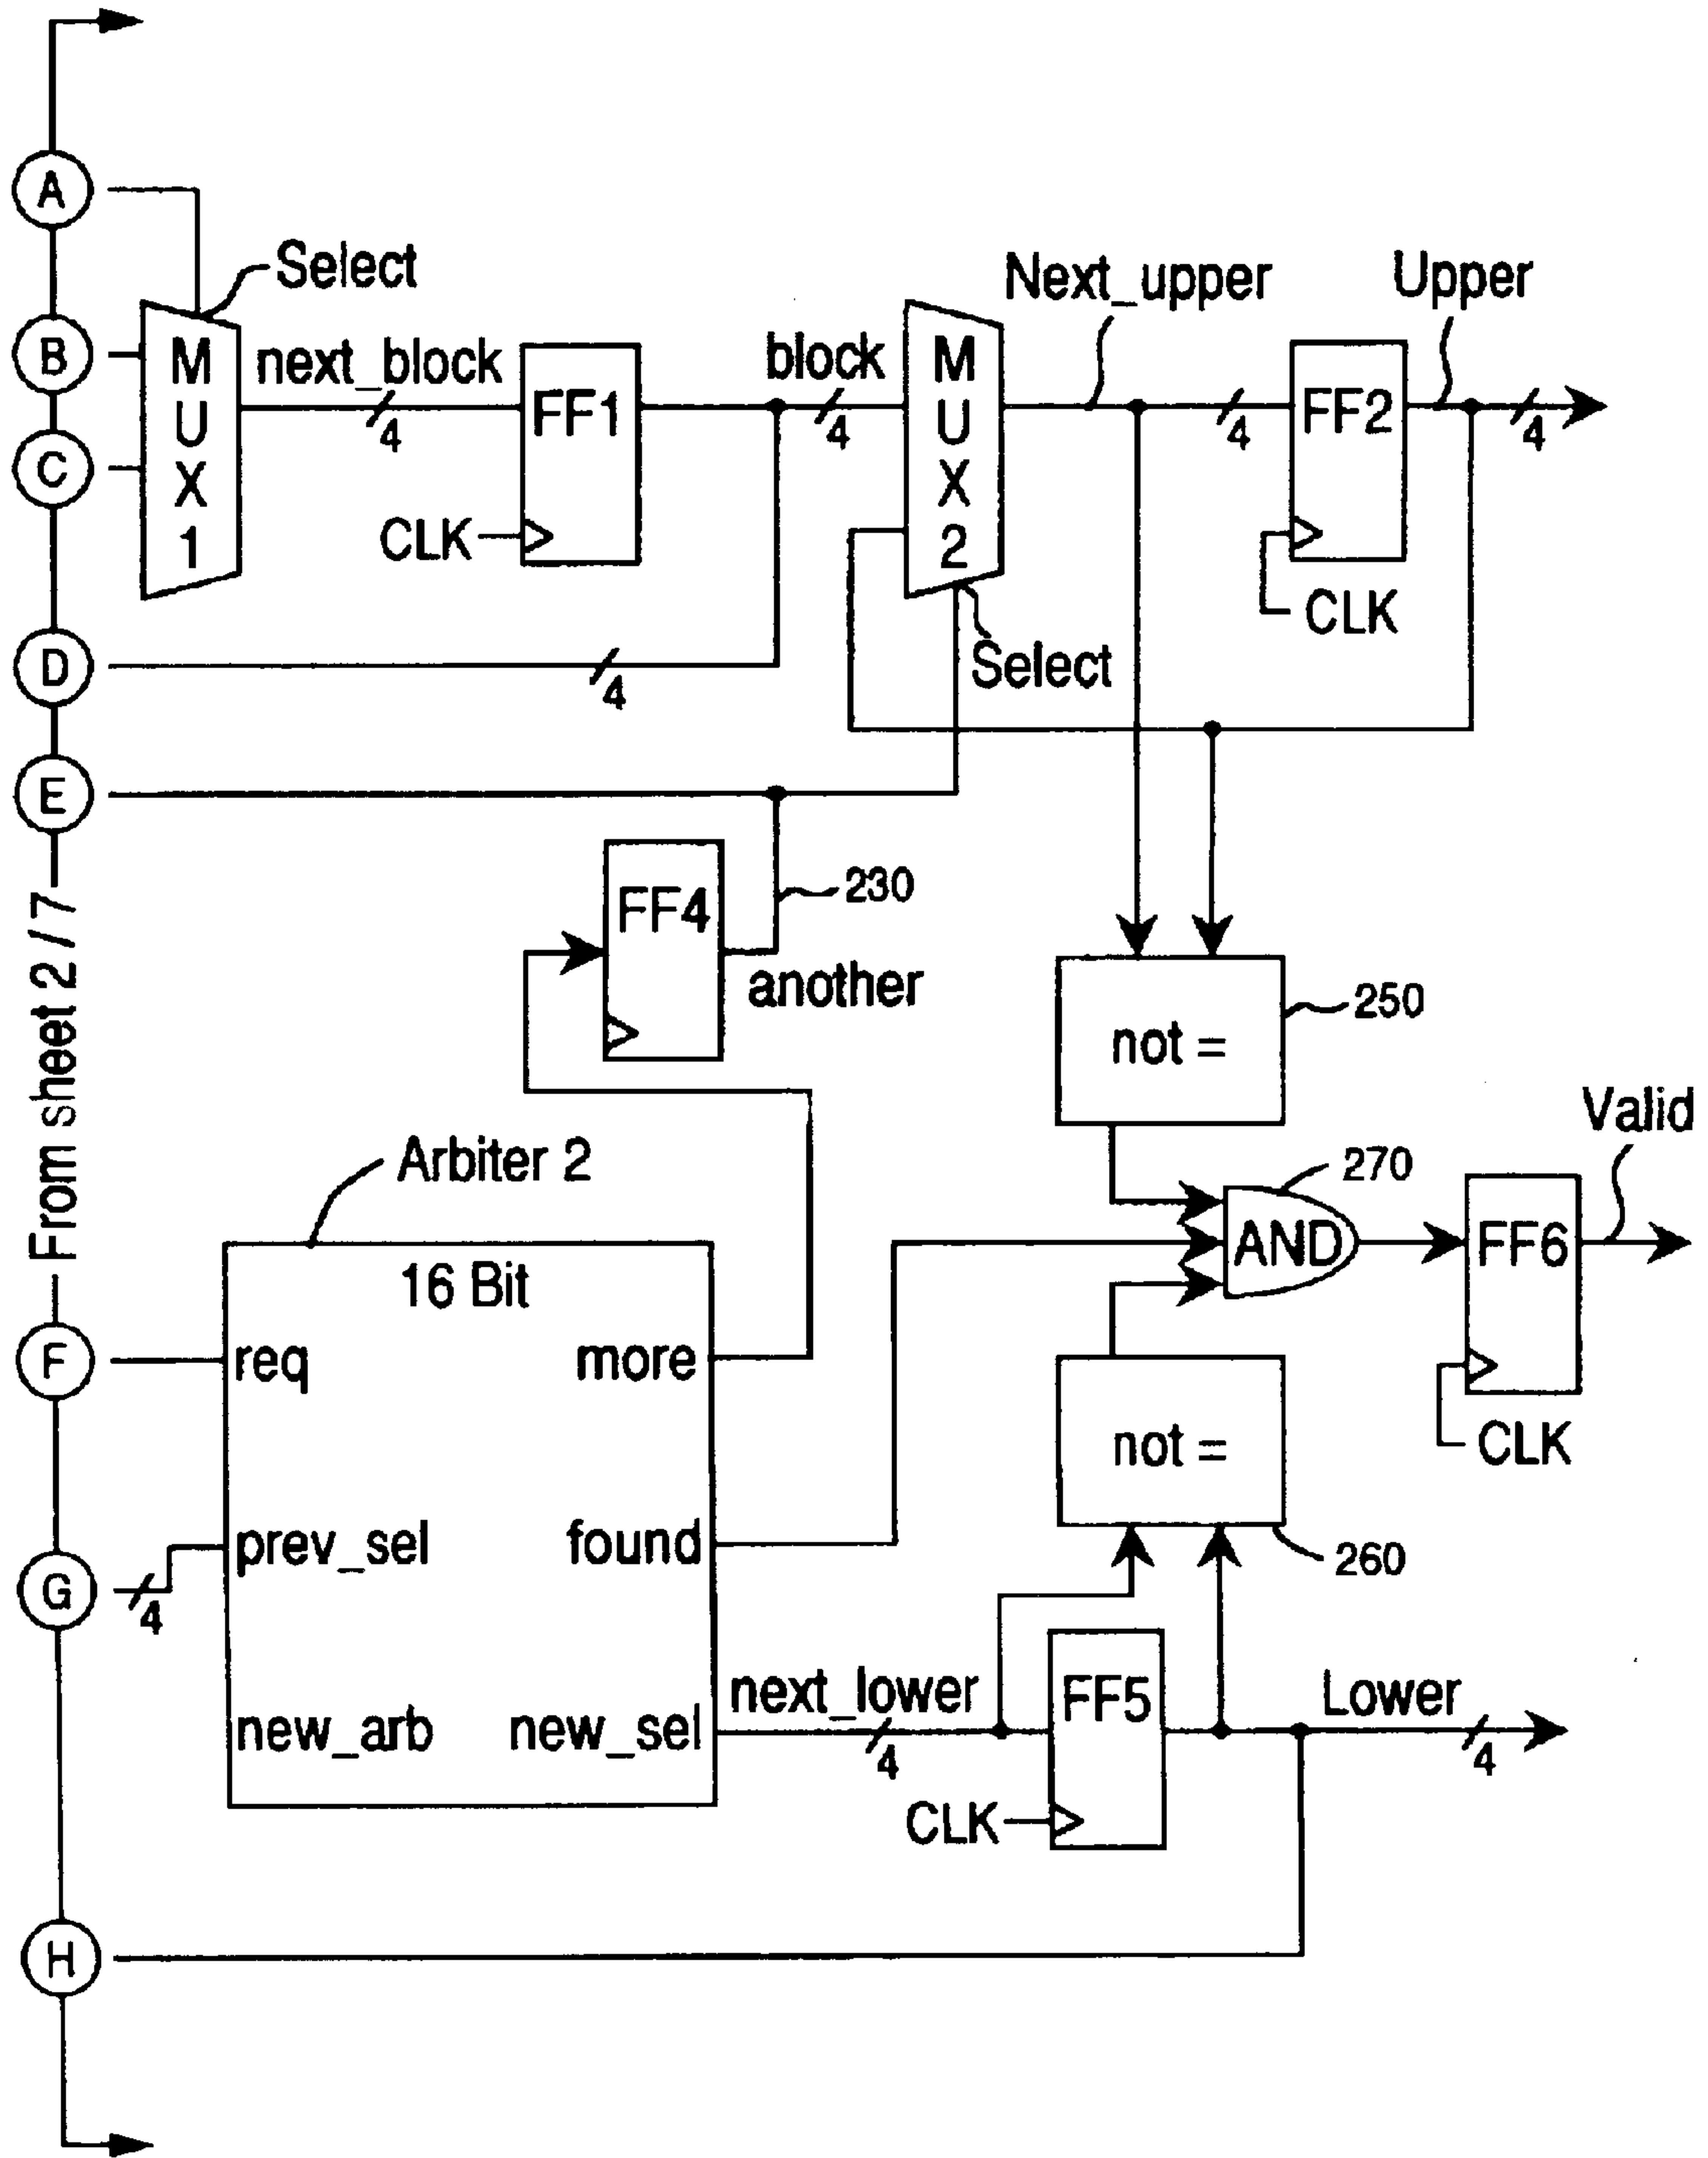 A
Select
B
MUX1
next_block
4
FF1
CLK
block
4
MUX2
Select
Next_upper
4
FF2
CLK
Upper
4
C
D
4
E
FF4
230
another
not =
250
From sheet 2/7
Arbiter 2
16 Bit
F
req
more
G
4
prev_sel
found
new_arb
new_sel
270
AND
FF6
CLK
Valid
not =
260
next_lower
4
FF5
CLK
Lower
4
H